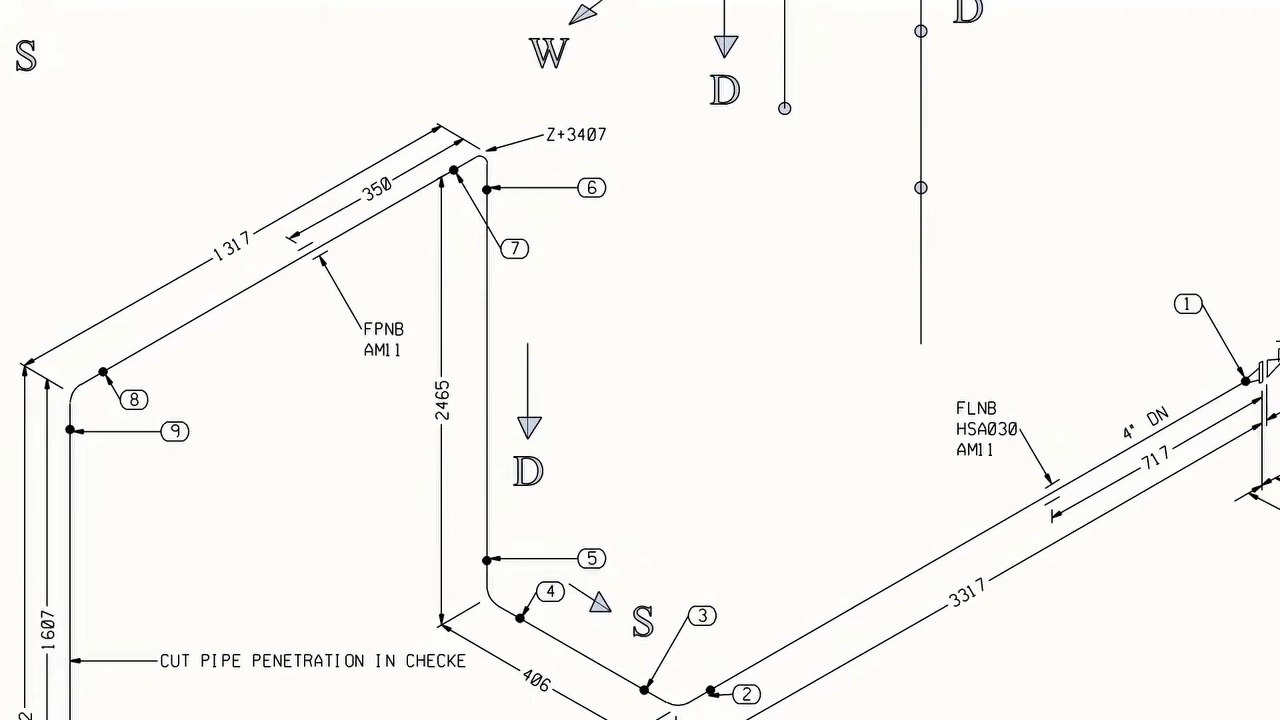 D
S
W
D
Z+3407
350
6
1317
7
1
FPNB
AM11
2465
8
9
FLNB
HSA030
AM11
4" DN
717
D
5
4
3317
S
3
1607
CUT PIPE PENETRATION IN CHECKE
406
2
2